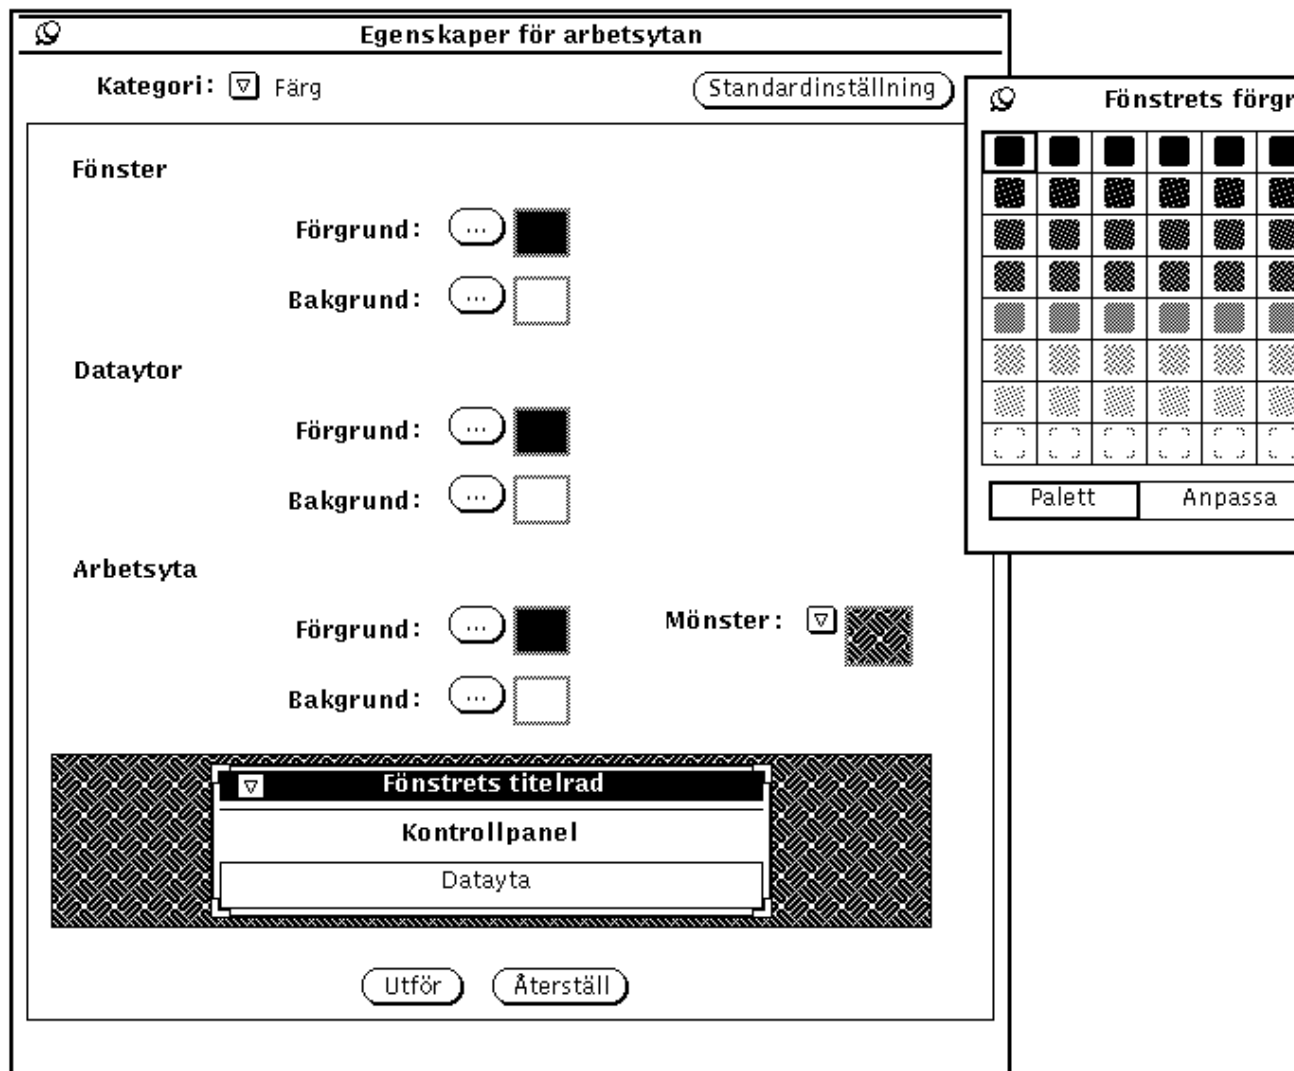 Egenskaper för arbetsytan
Kategori: Färg
Standardinställning
Fönster
Förgrund: ...
Bakgrund: ...
Dataytor
Förgrund: ...
Bakgrund: ...
Arbetsyta
Förgrund: ...
Mönster:
Bakgrund: ...
Fönstrets titelrad
Kontrollpanel
Datayta
Utför Återställ
Fönstrets
Palett Anpassa